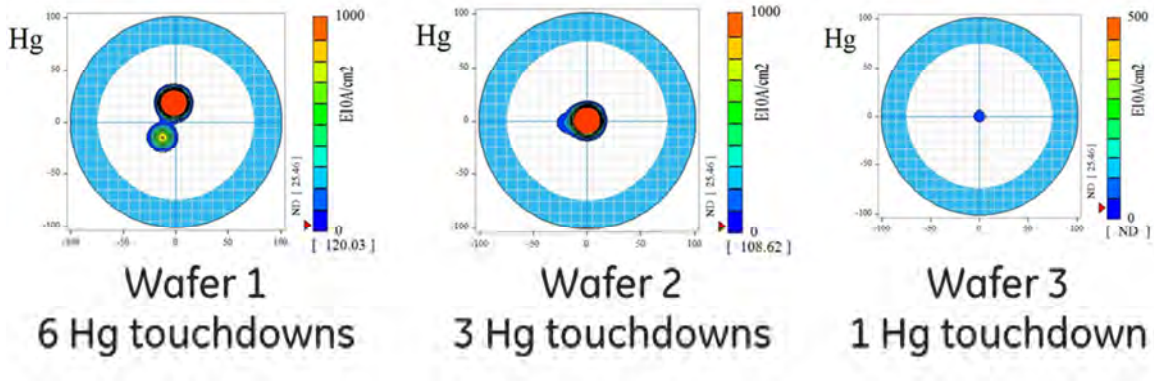 Hg
100
50
0
-50
-100
-100
-50
0
50
100
1000
0
E10A/cm2
ND [ 25.46]
[ 120.03 ]
Hg
100
50
0
-50
-100
-100
-50
0
50
100
1000
0
E10A/cm2
ND [ 25.46]
[ 108.62 ]
Hg
100
50
0
-50
-100
-100
-50
0
50
100
500
0
E10A/cm2
ND [ 25.46]
[ ND ]
Wafer 1
Wafer 2
Wafer 3
6 Hg touchdowns
3 Hg touchdowns
1 Hg touchdown